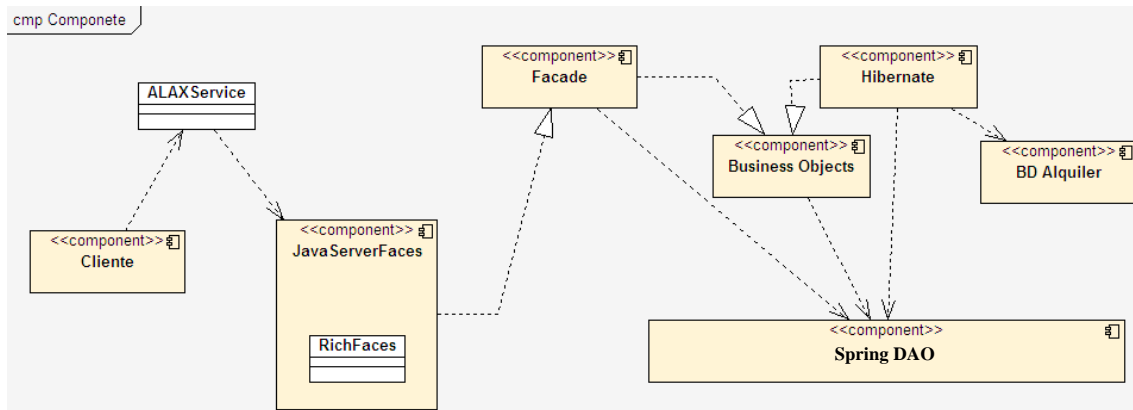 cmp Componete
<<component>>
Facade
<<component>>
Hibernate
ALAXService
<<component>>
Business Objects
<<component>>
BD Alquiler
<<component>>
Cliente
<<component>>
JavaServerFaces
RichFaces
<<component>>
Spring DAO